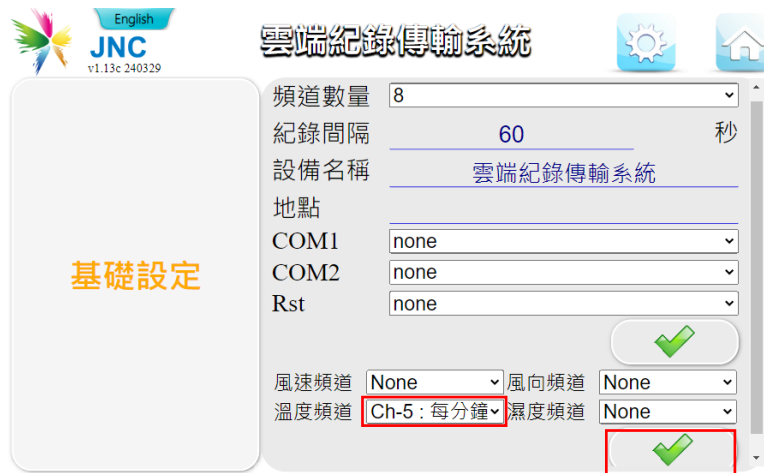 English
JNC
v1.13c 240329
雲端紀錄傳輸系統
基礎設定
頻道數量 8
紀錄間隔 60 秒
設備名稱 雲端紀錄傳輸系統
地點
COM1 none
COM2 none
Rst none
風速頻道 None 風向頻道 None
溫度頻道 Ch-5 : 每分鐘 濕度頻道 None